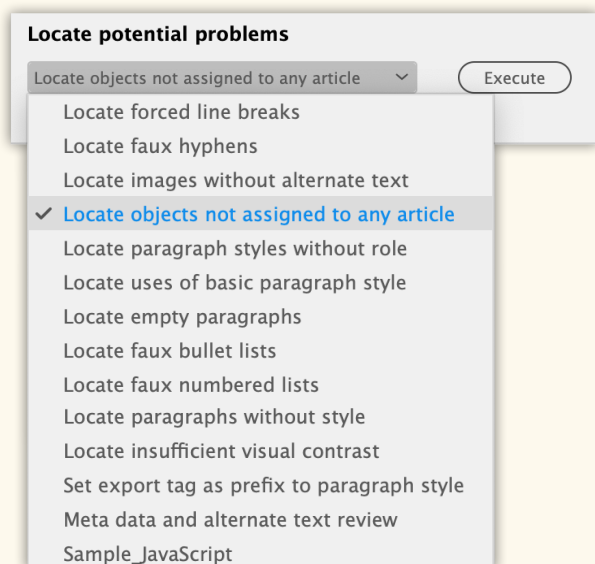 Locate potential problems
Locate objects not assigned to any article
Execute
Locate forced line breaks
Locate faux hyphens
Locate images without alternate text
Locate objects not assigned to any article
Locate paragraph styles without role
Locate uses of basic paragraph style
Locate empty paragraphs
Locate faux bullet lists
Locate faux numbered lists
Locate paragraphs without style
Locate insufficient visual contrast
Set export tag as prefix to paragraph style
Meta data and alternate text review
Sample_JavaScript